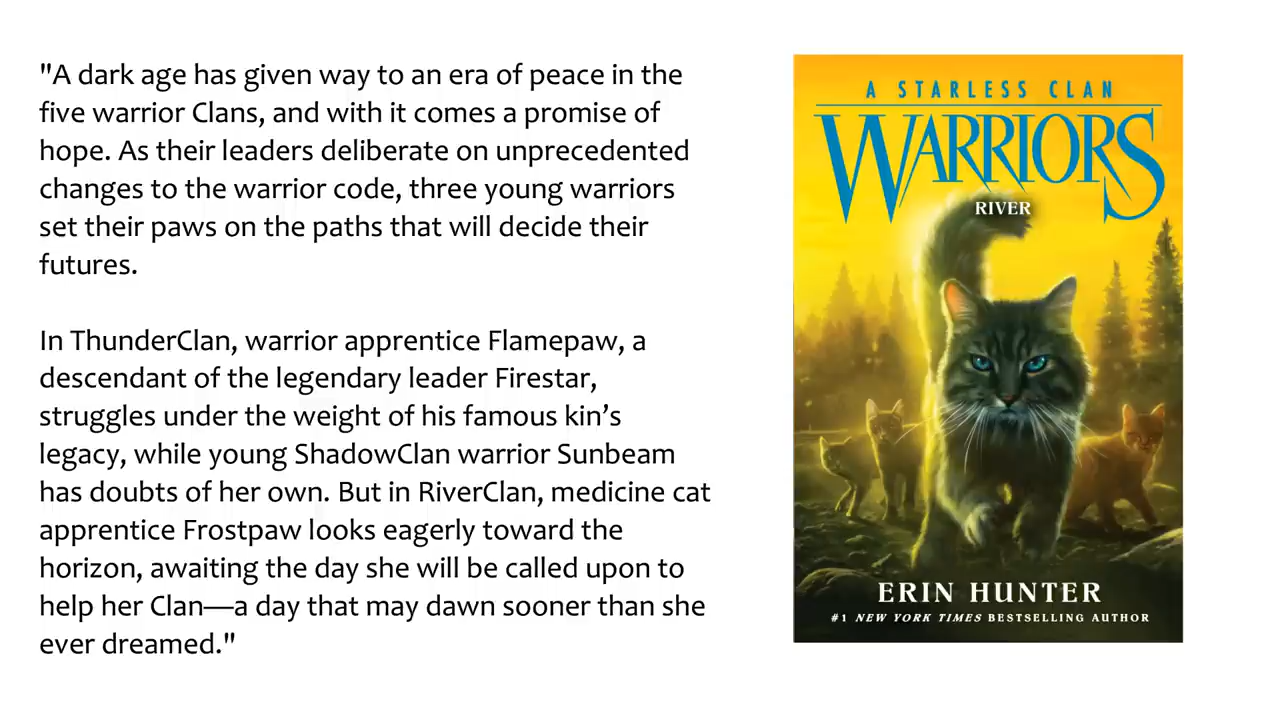 "A dark age has given way to an era of peace in the
five warrior Clans, and with it comes a promise of
hope. As their leaders deliberate on unprecedented
changes to the warrior code, three young warriors
set their paws on the paths that will decide their
futures.
In ThunderClan, warrior apprentice Flamepaw, a
descendant of the legendary leader Firestar,
struggles under the weight of his famous kin’s
legacy, while young ShadowClan warrior Sunbeam
has doubts of her own. But in RiverClan, medicine cat
apprentice Frostpaw looks eagerly toward the
horizon, awaiting the day she will be called upon to
help her Clan—a day that may dawn sooner than she
ever dreamed."
A STARLESS CLAN
WARRIORS
RIVER
ERIN HUNTER
#1 NEW YORK TIMES BESTSELLING AUTHOR